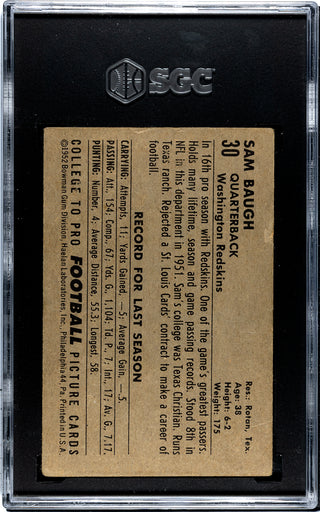 SGC
SAM BAUGH
30
QUARTERBACK
Washington Redskins
Res.: Rotan, Tex.
Age: 38
Height: 6-2
Weight: 175
In 16th pro season with Redskins. One of the game's greatest passers.
Holds many lifetime, season and game passing records. Stood 8th in
NFL in this department in 1951. Sam's college was Texas Christian. Runs
Texas ranch. Rejected a St. Louis Cards' contract to make a career of
football.
RECORD FOR LAST SEASON
CARRYING: Attempts, 11; Yards Gained, —5; Average Gain, —.5.
PASSING: Att., 154; Comp., 67; Yds. G., 1,104; Td. P., 7; Int., 17; Av. G., 7.17.
PUNTING: Number, 4; Average Distance, 55.3; Longest, 58.
COLLEGE TO PRO FOOTBALL PICTURE CARDS
©1952 Bowman Gum Division, Haelan Laboratories, Inc., Philadelphia 44, Pa. Printed in U.S.A.